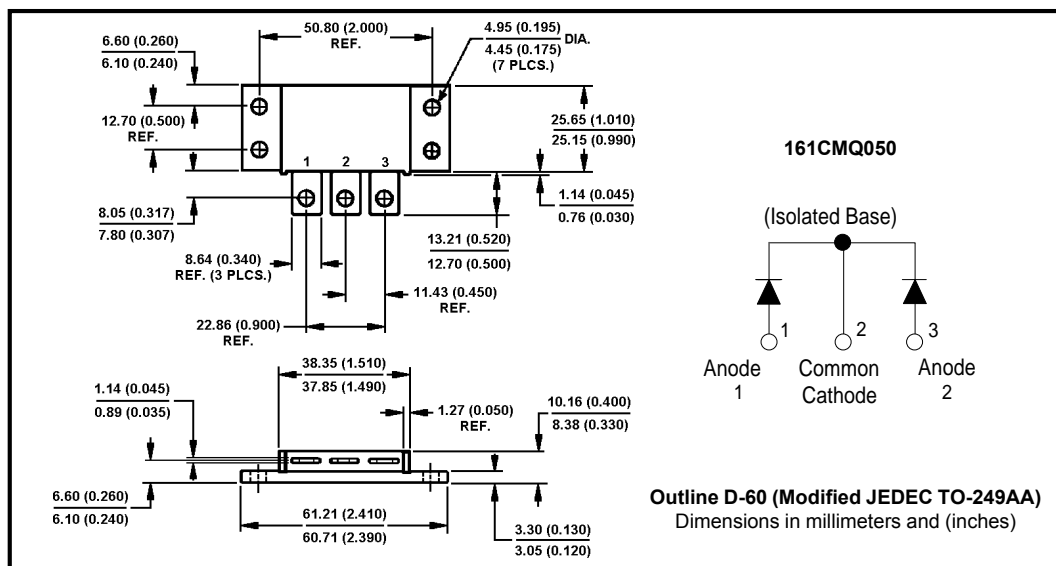 50.80 (2.000)
REF.
4.95 (0.195)
4.45 (0.175)
DIA.
(7 PLCS.)
6.60 (0.260)
6.10 (0.240)
12.70 (0.500)
REF.
25.65 (1.010)
25.15 (0.990)
1 2 3
8.05 (0.317)
7.80 (0.307)
1.14 (0.045)
0.76 (0.030)
13.21 (0.520)
12.70 (0.500)
8.64 (0.340)
REF. (3 PLCS.)
11.43 (0.450)
REF.
22.86 (0.900)
REF.
38.35 (1.510)
37.85 (1.490)
1.14 (0.045)
0.89 (0.035)
1.27 (0.050)
REF.
10.16 (0.400)
8.38 (0.330)
6.60 (0.260)
6.10 (0.240)
61.21 (2.410)
60.71 (2.390)
3.30 (0.130)
3.05 (0.120)
161CMQ050
(Isolated Base)
1 2 3
Anode Common Anode
1 Cathode 2
Outline D-60 (Modified JEDEC TO-249AA)
Dimensions in millimeters and (inches)